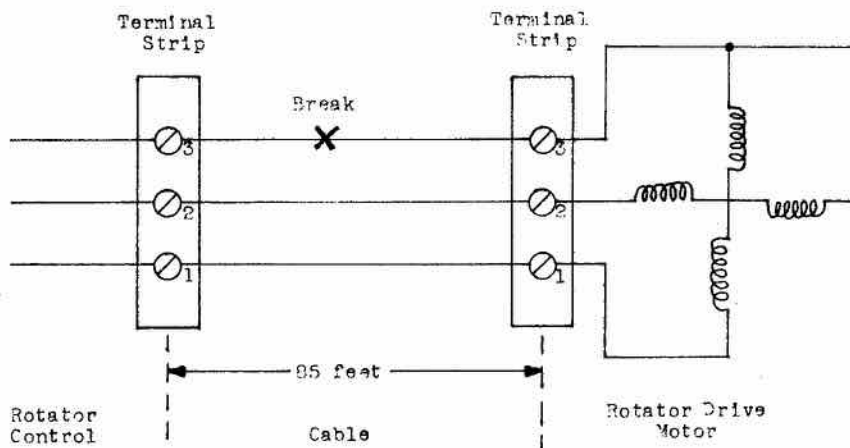 Terminal
Strip
Terminal
Strip
Break
3
3
2
2
1
1
85 feet
Rotator
Control
Cable
Rotator Drive
Motor